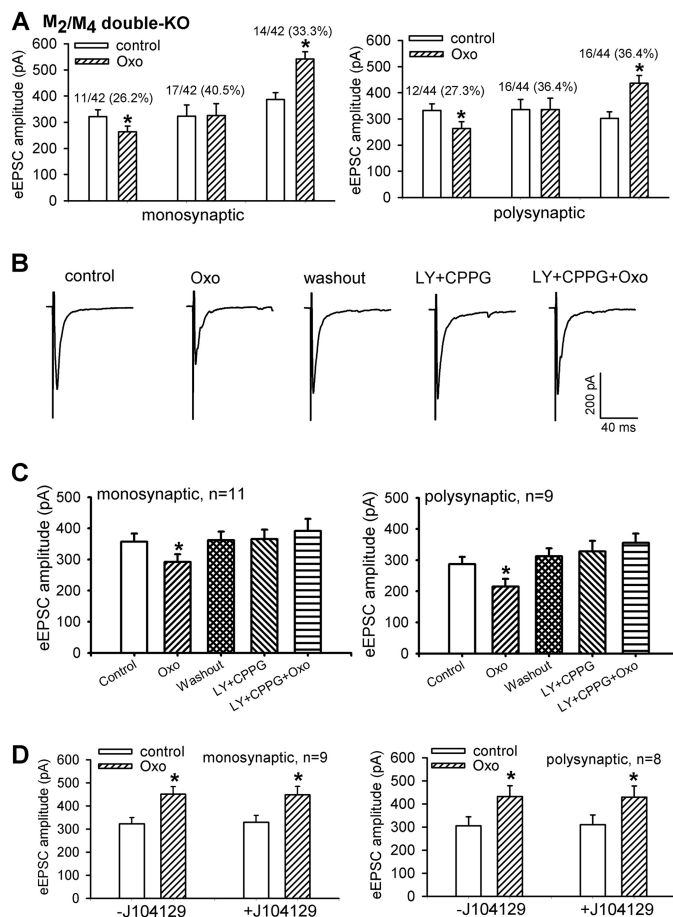 A M2/M4 double-KO
eEPSC amplitude (pA)
600
500
400
300
200
100
0
control
Oxo
11/42 (26.2%)
17/42 (40.5%)
14/42 (33.3%)
*
*
monosynaptic
eEPSC amplitude (pA)
600
500
400
300
200
100
0
control
Oxo
12/44 (27.3%)
16/44 (36.4%)
16/44 (36.4%)
*
*
polysynaptic
B
control
Oxo
washout
LY+CPPG
LY+CPPG+Oxo
200 pA
40 ms
C
eEPSC amplitude (pA)
500
400
300
200
100
0
monosynaptic, n=11
*
Control
Oxo
Washout
LY+CPPG
LY+CPPG+Oxo
eEPSC amplitude (pA)
500
400
300
200
100
0
polysynaptic, n=9
*
Control
Oxo
Washout
LY+CPPG
LY+CPPG+Oxo
D
eEPSC amplitude (pA)
600
500
400
300
200
100
0
control
Oxo
monosynaptic, n=9
*
*
-J104129
+J104129
eEPSC amplitude (pA)
600
500
400
300
200
100
0
control
Oxo
polysynaptic, n=8
*
*
-J104129
+J104129